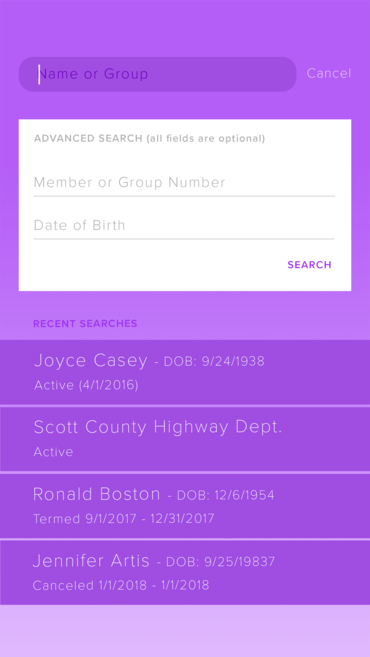 Name or Group
Cancel
ADVANCED SEARCH (all fields are optional)
Member or Group Number
Date of Birth
SEARCH
RECENT SEARCHES
Joyce Casey - DOB: 9/24/1938
Active (4/1/2016)
Scott County Highway Dept.
Active
Ronald Boston - DOB: 12/6/1954
Termed 9/1/2017 - 12/31/2017
Jennifer Artis - DOB: 9/25/19837
Canceled 1/1/2018 - 1/1/2018